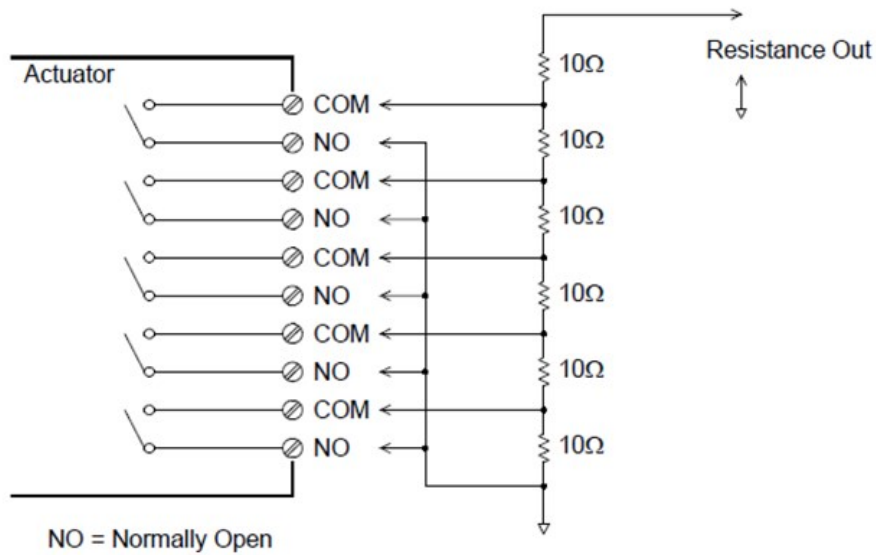 10Ω
Resistance Out
Actuator
COM
NO
10Ω
COM
NO
10Ω
COM
NO
10Ω
COM
NO
10Ω
COM
NO
10Ω
NO = Normally Open